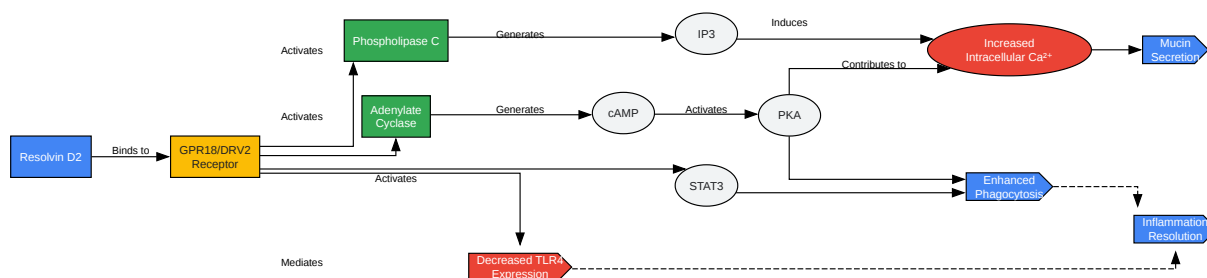 Induces
Phospholipase C
Generates
IP3
Increased
Intracellular Ca²⁺
Mucin
Secretion
Activates
Contributes to
Adenylate
Cyclase
Generates
cAMP
Activates
PKA
Activates
Resolvin D2
Binds to
GPR18/DRV2
Receptor
Activates
STAT3
Enhanced
Phagocytosis
Inflammation
Resolution
Mediates
Decreased TLR4
Expression